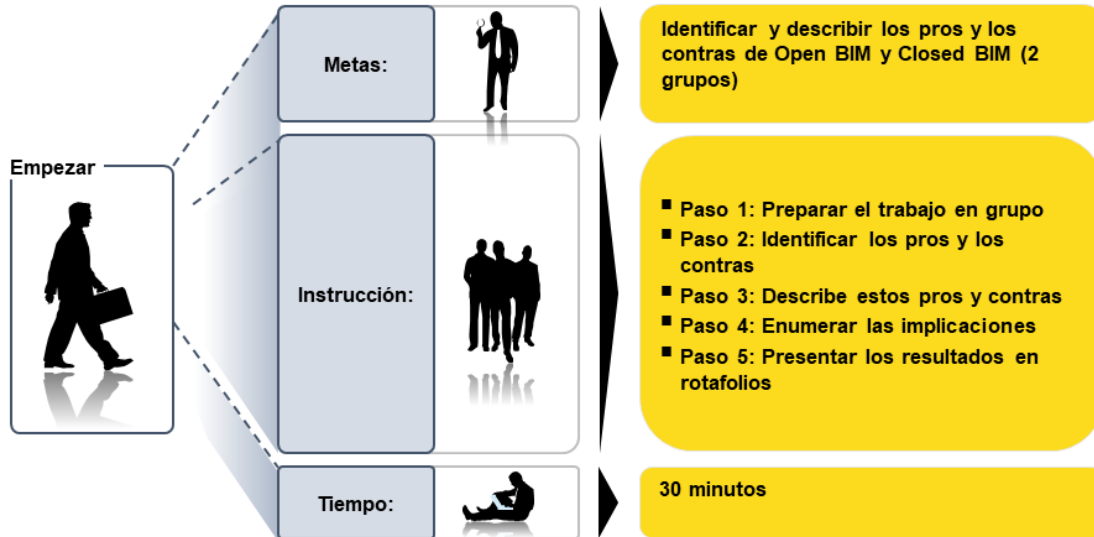 Empezar
Metas:
Identificar y describir los pros y los
contras de Open BIM y Closed BIM (2
grupos)
Instrucción:
▪ Paso 1: Preparar el trabajo en grupo
▪ Paso 2: Identificar los pros y los
contras
▪ Paso 3: Describe estos pros y contras
▪ Paso 4: Enumerar las implicaciones
▪ Paso 5: Presentar los resultados en
rotafolios
Tiempo:
30 minutos